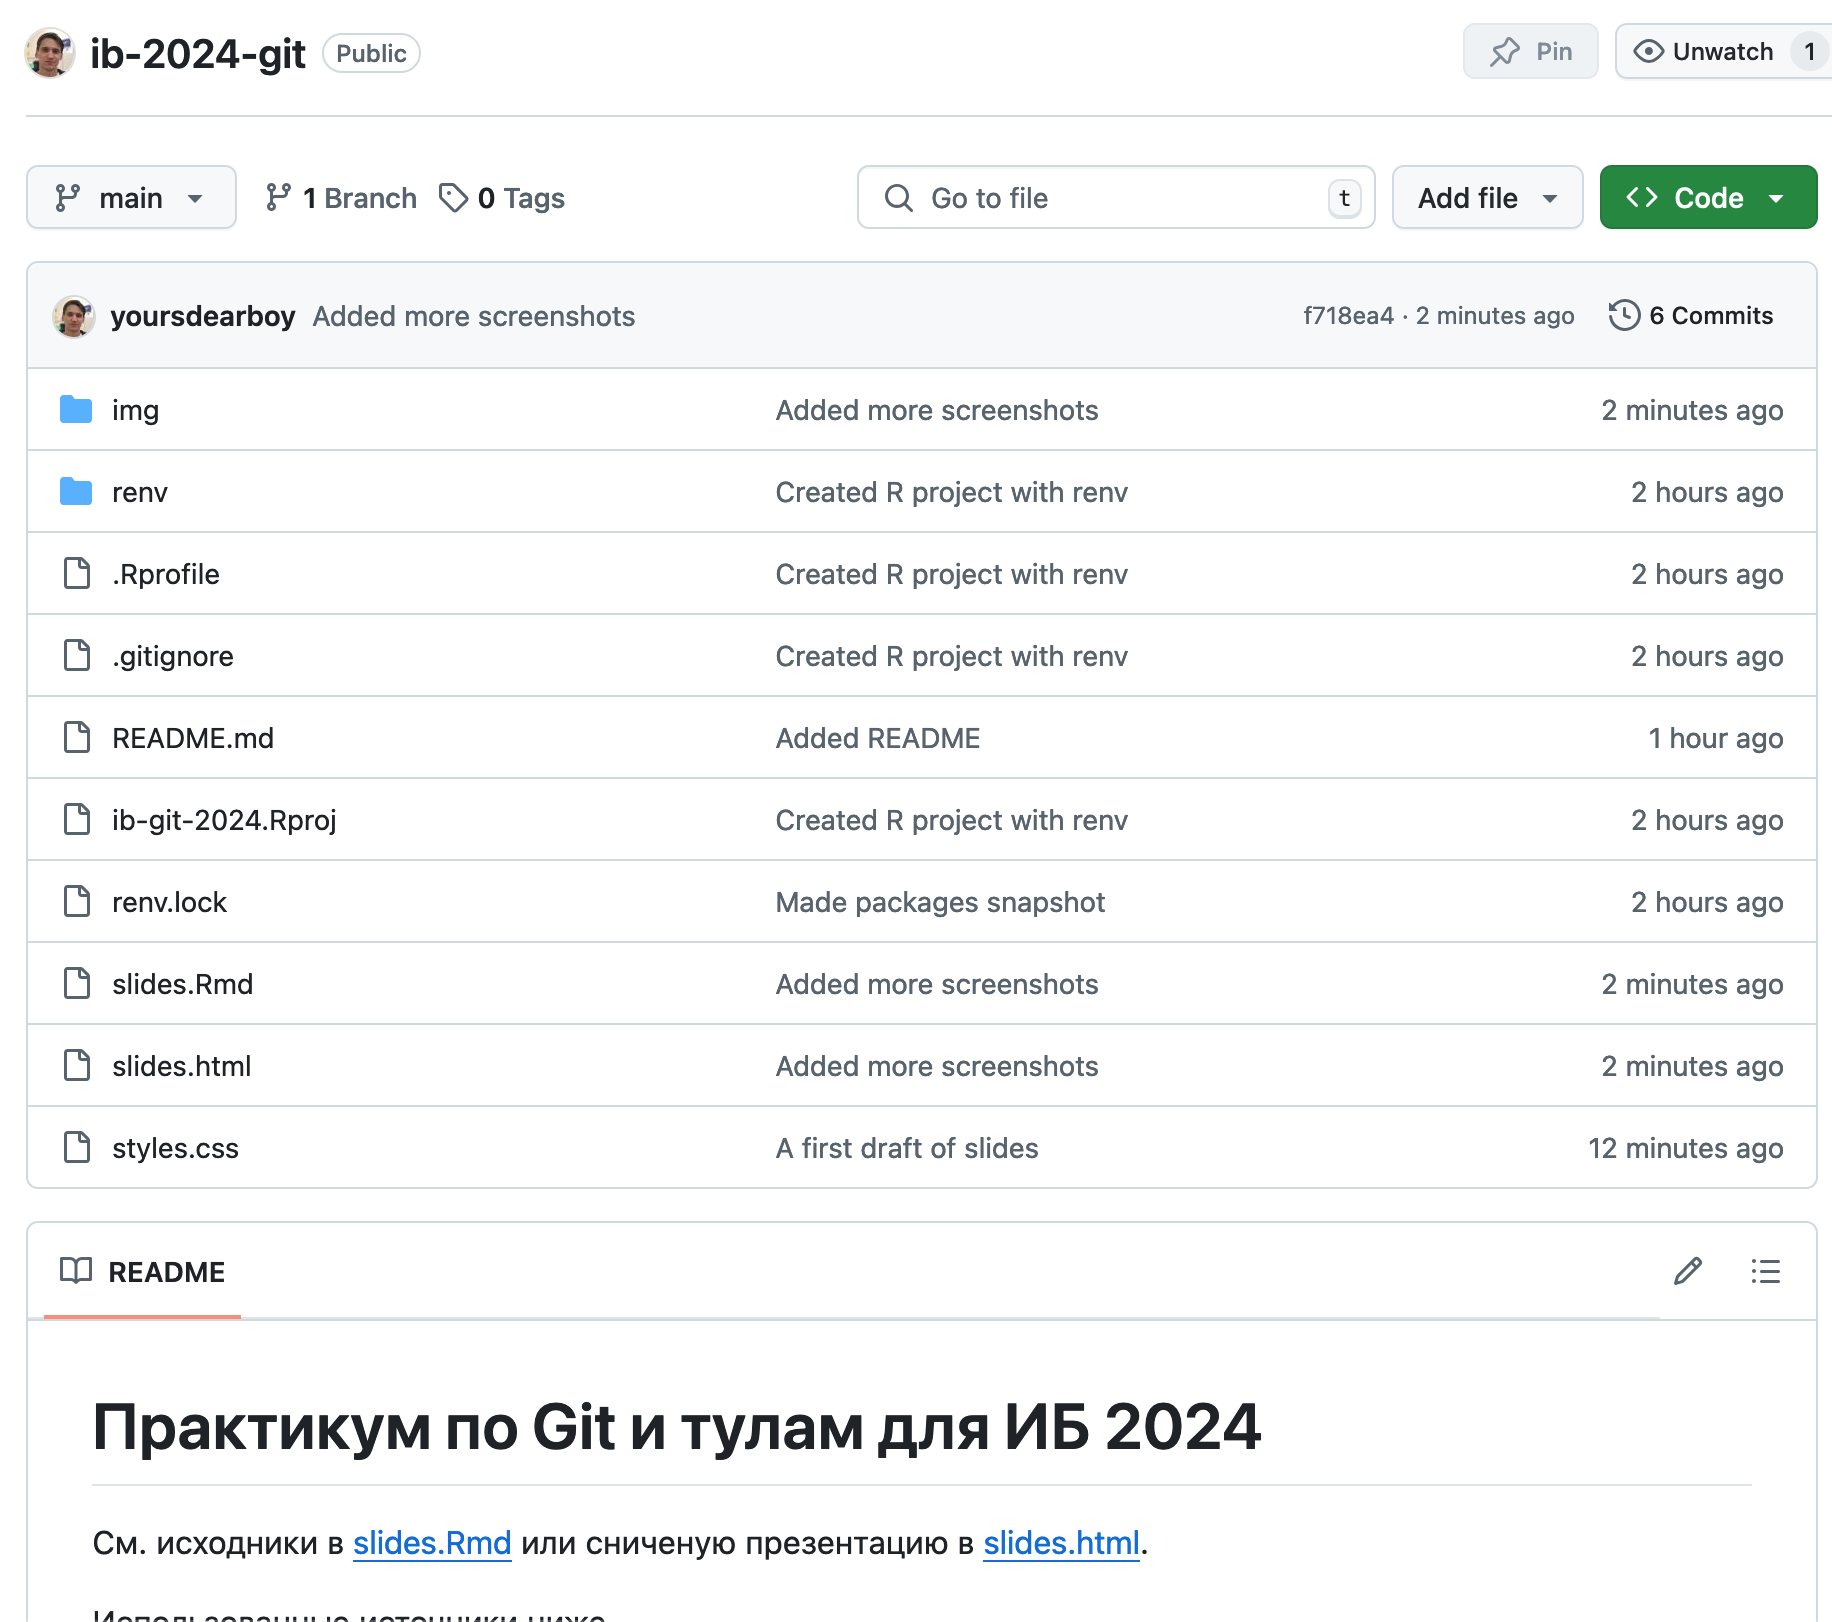 ib-2024-git Public Pin Unwatch 1
main 1 Branch 0 Tags Go to file t Add file Code
yoursdearboy Added more screenshots f718ea4 · 2 minutes ago 6 Commits
img Added more screenshots 2 minutes ago
renv Created R project with renv 2 hours ago
.Rprofile Created R project with renv 2 hours ago
.gitignore Created R project with renv 2 hours ago
README.md Added README 1 hour ago
ib-git-2024.Rproj Created R project with renv 2 hours ago
renv.lock Made packages snapshot 2 hours ago
slides.Rmd Added more screenshots 2 minutes ago
slides.html Added more screenshots 2 minutes ago
styles.css A first draft of slides 12 minutes ago
README
Практикум по Git и тулам для ИБ 2024
См. исходники в slides.Rmd или сниченую презентацию в slides.html.
Использованные источники ниже